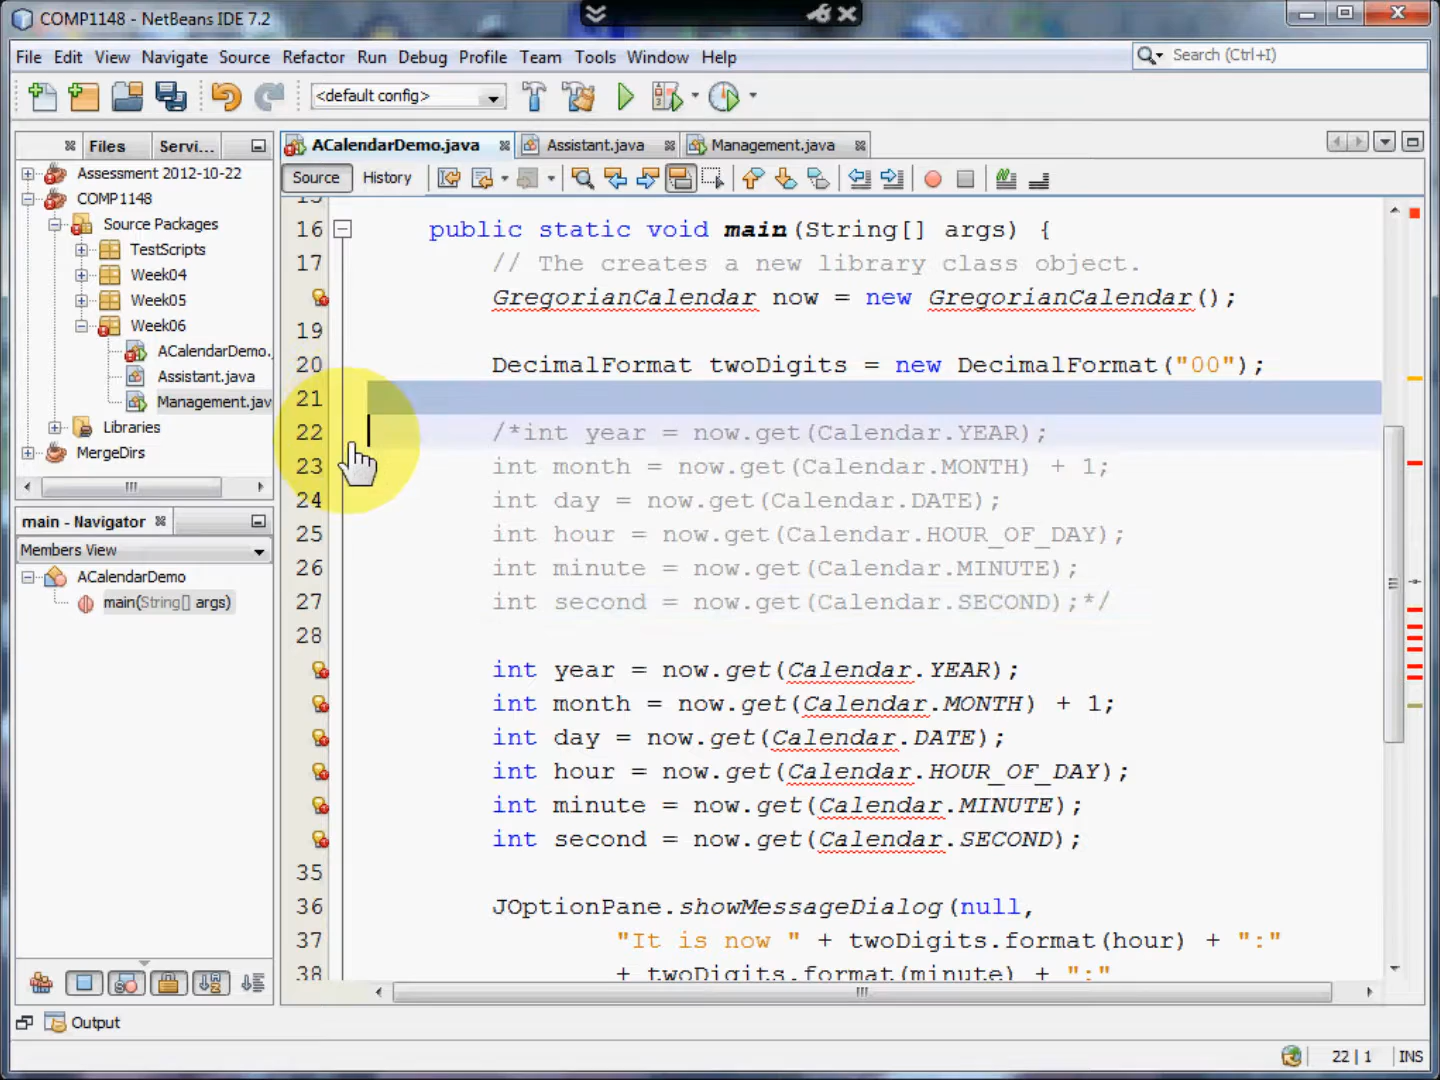 COMP1148 - NetBeans IDE 7.2
File Edit View Navigate Source Refactor Run Debug Profile Team Tools Window Help
Search (Ctrl+I)
<default config>
Files Servi...
ACalendarDemo.java Assistant.java Management.java
Source History
Assessment 2012-10-22
COMP1148
Source Packages
TestScripts
Week04
Week05
Week06
ACalendarDemo.
Assistant.java
Management.jav
Libraries
MergeDirs
main - Navigator
Members View
ACalendarDemo
main(String[] args)
16 public static void main(String[] args) {
17 // The creates a new library class object.
GregorianCalendar now = new GregorianCalendar();
19
20 DecimalFormat twoDigits = new DecimalFormat("00");
21
22 /*int year = now.get(Calendar.YEAR);
23 int month = now.get(Calendar.MONTH) + 1;
24 int day = now.get(Calendar.DATE);
25 int hour = now.get(Calendar.HOUR_OF_DAY);
26 int minute = now.get(Calendar.MINUTE);
27 int second = now.get(Calendar.SECOND);*/
28
int year = now.get(Calendar.YEAR);
int month = now.get(Calendar.MONTH) + 1;
int day = now.get(Calendar.DATE);
int hour = now.get(Calendar.HOUR_OF_DAY);
int minute = now.get(Calendar.MINUTE);
int second = now.get(Calendar.SECOND);
35
36 JOptionPane.showMessageDialog(null,
37 "It is now " + twoDigits.format(hour) + ":"
38 + twoDigits.format(minute) + ":"
Output
22 | 1 INS